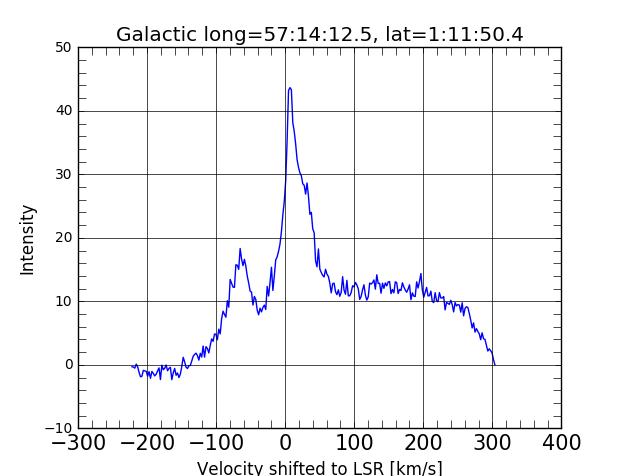 Galactic long=57:14:12.5, lat=1:11:50.4
50
40
30
20
10
0
−10
Intensity
−300 −200 −100 0 100 200 300 400
Velocity shifted to LSR [km/s]